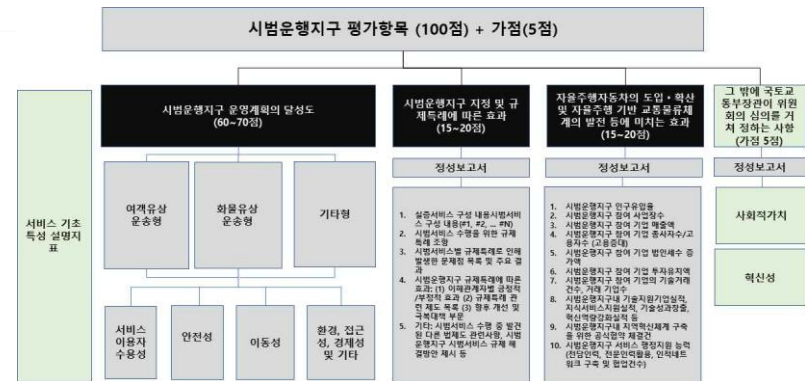 시범운행지구 평가항목 (100점) + 가점(5점)
서비스 기초
특성 설명지
표
시범운행지구 운영계획의 달성도
(60~70점)
여객유상
운송형
화물유상
운송형
기타형
서비스
이용자
수용성
안전성
이동성
환경, 접근
성, 경제성
및 기타
시범운행지구 지정 및 규
제특례에 따른 효과
(15~20점)
정성보고서
1. 실증서비스 구성 내용시범서비
스 구성 내용(#1, #2, ... #N)
2. 시범서비스 수행을 위한 규제
특례 조항
3. 시범서비스별 규제특례로 인해
발생한 문제점 목록 및 주요 결
과
4. 시범운행지구 규제특례에 따른
효과: (1) 이해관계자별 긍정적
/부정적 효과 (2) 규제특례 관
련 제도 목록 (3) 향후 개선 및
극복대책 부문
5. 기타: 시범서비스 수행 중 발견
된 다른 법제도 관련사항, 시범
운행지구 시범서비스 규제 해
결방안 제시 등
자율주행자동차의 도입·확산
및 자율주행 기반 교통물류체
계의 발전 등에 미치는 효과
(15~20점)
정성보고서
1. 시범운행지구 인구유입율
2. 시범운행지구 참여 사업장수
3. 시범운행지구 참여 기업 매출액
4. 시범운행지구 참여 기업 종사자수/고
용자수 (고용증대)
5. 시범운행지구 참여 기업 법인세수 증
가액
6. 시범운행지구 참여 기업 투자유치액
7. 시범운행지구 참여 기업의 기술거래
건수, 거래 기업수
8. 시범운행지구내 기술지원기업실적,
지식서비스지원실적, 기술성과창출,
혁신역량강화실적 등
9. 시범운행지구내 지역혁신체계 구축
을 위한 공식협약 체결건
10. 시범운행지구 서비스 행정지원 능력
(전담인력, 전문인력활용, 인적네트
워크 구축 및 협업건수)
그 밖에 국토교
통부장관이 위원
회의 심의를 거
쳐 정하는 사항
(가점 5점)
정성보고서
사회적가치
혁신성